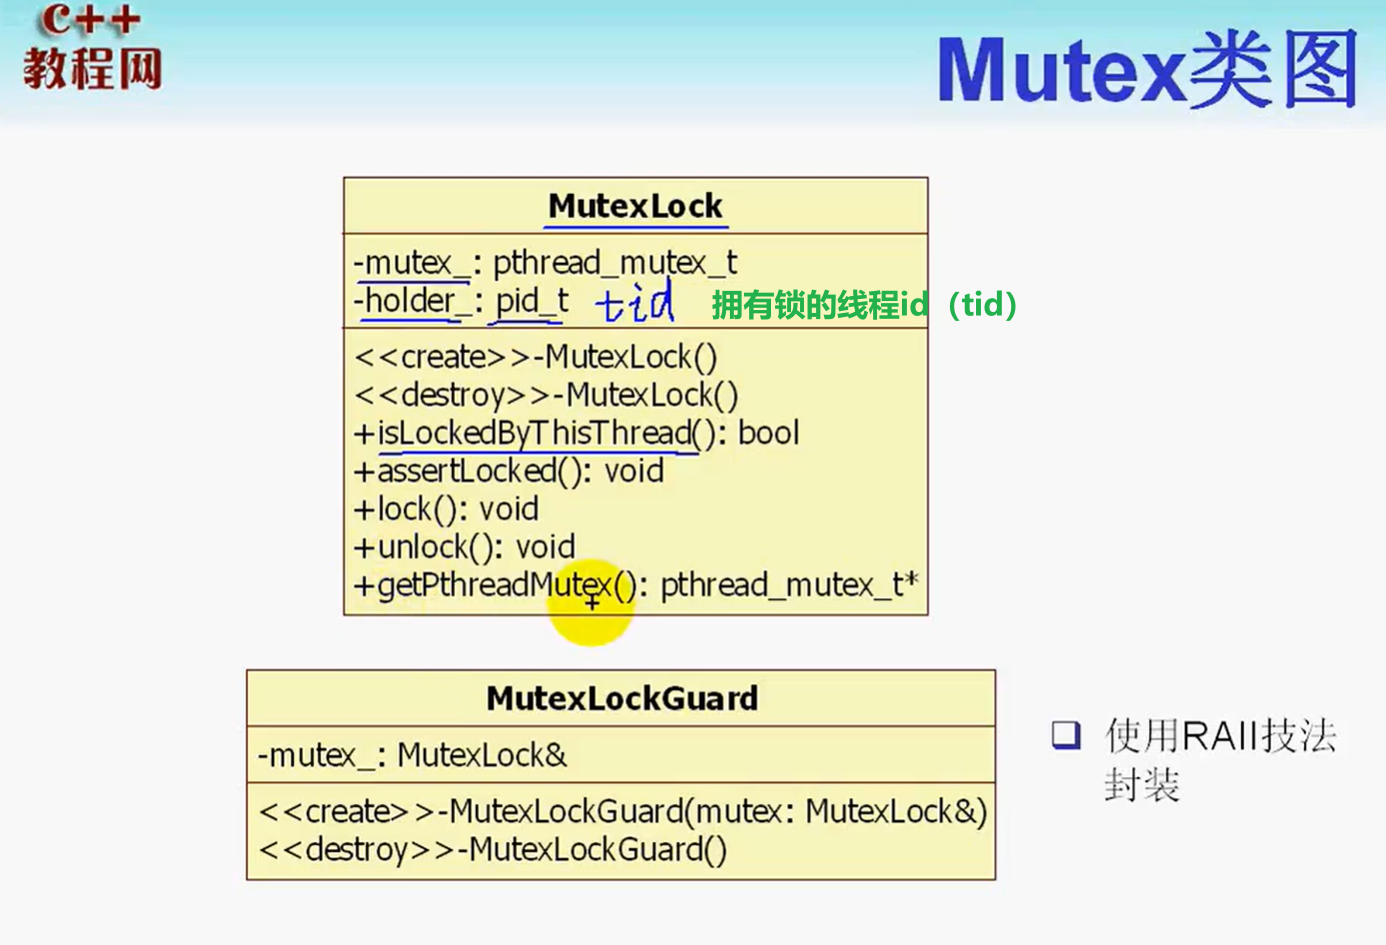 C++
教程网
Mutex类图
MutexLock
-mutex_: pthread_mutex_t
-holder_: pid_t tid 拥有锁的线程id（tid）
<<create>>-MutexLock()
<<destroy>>-MutexLock()
+isLockedByThisThread(): bool
+assertLocked(): void
+lock(): void
+unlock(): void
+getPthreadMutex(): pthread_mutex_t*
MutexLockGuard
-mutex_: MutexLock&
<<create>>-MutexLockGuard(mutex: MutexLock&)
<<destroy>>-MutexLockGuard()
使用RAII技法
封装